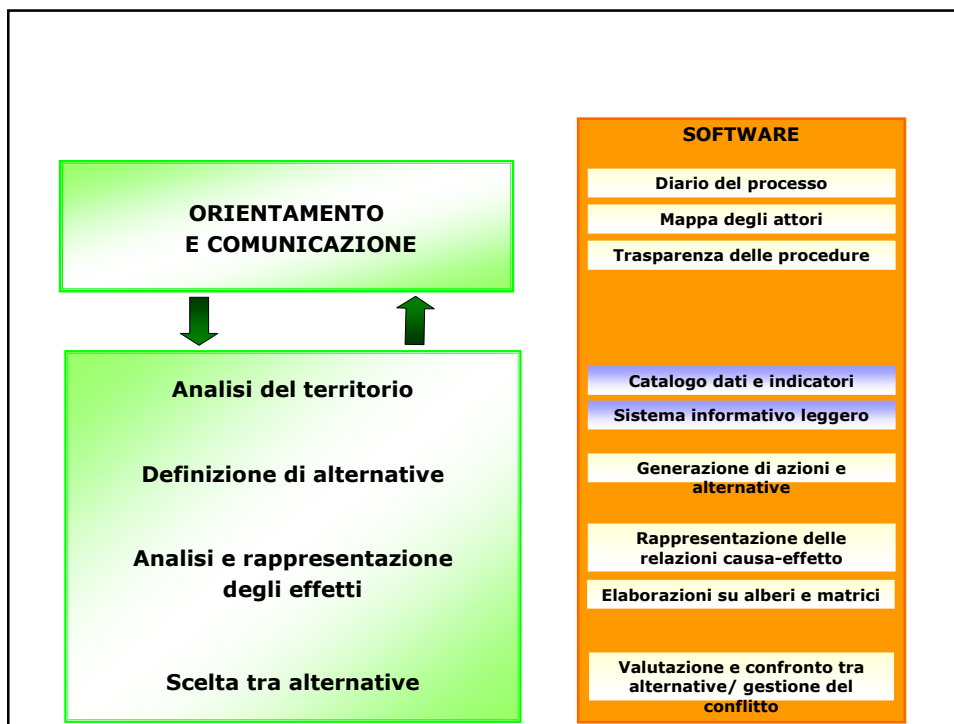 ORIENTAMENTO
E COMUNICAZIONE
Analisi del territorio
Definizione di alternative
Analisi e rappresentazione
degli effetti
Scelta tra alternative
SOFTWARE
Diario del processo
Mappa degli attori
Trasparenza delle procedure
Catalogo dati e indicatori
Sistema informativo leggero
Generazione di azioni e
alternative
Rappresentazione delle
relazioni causa-effetto
Elaborazioni su alberi e matrici
Valutazione e confronto tra
alternative/ gestione del
conflitto